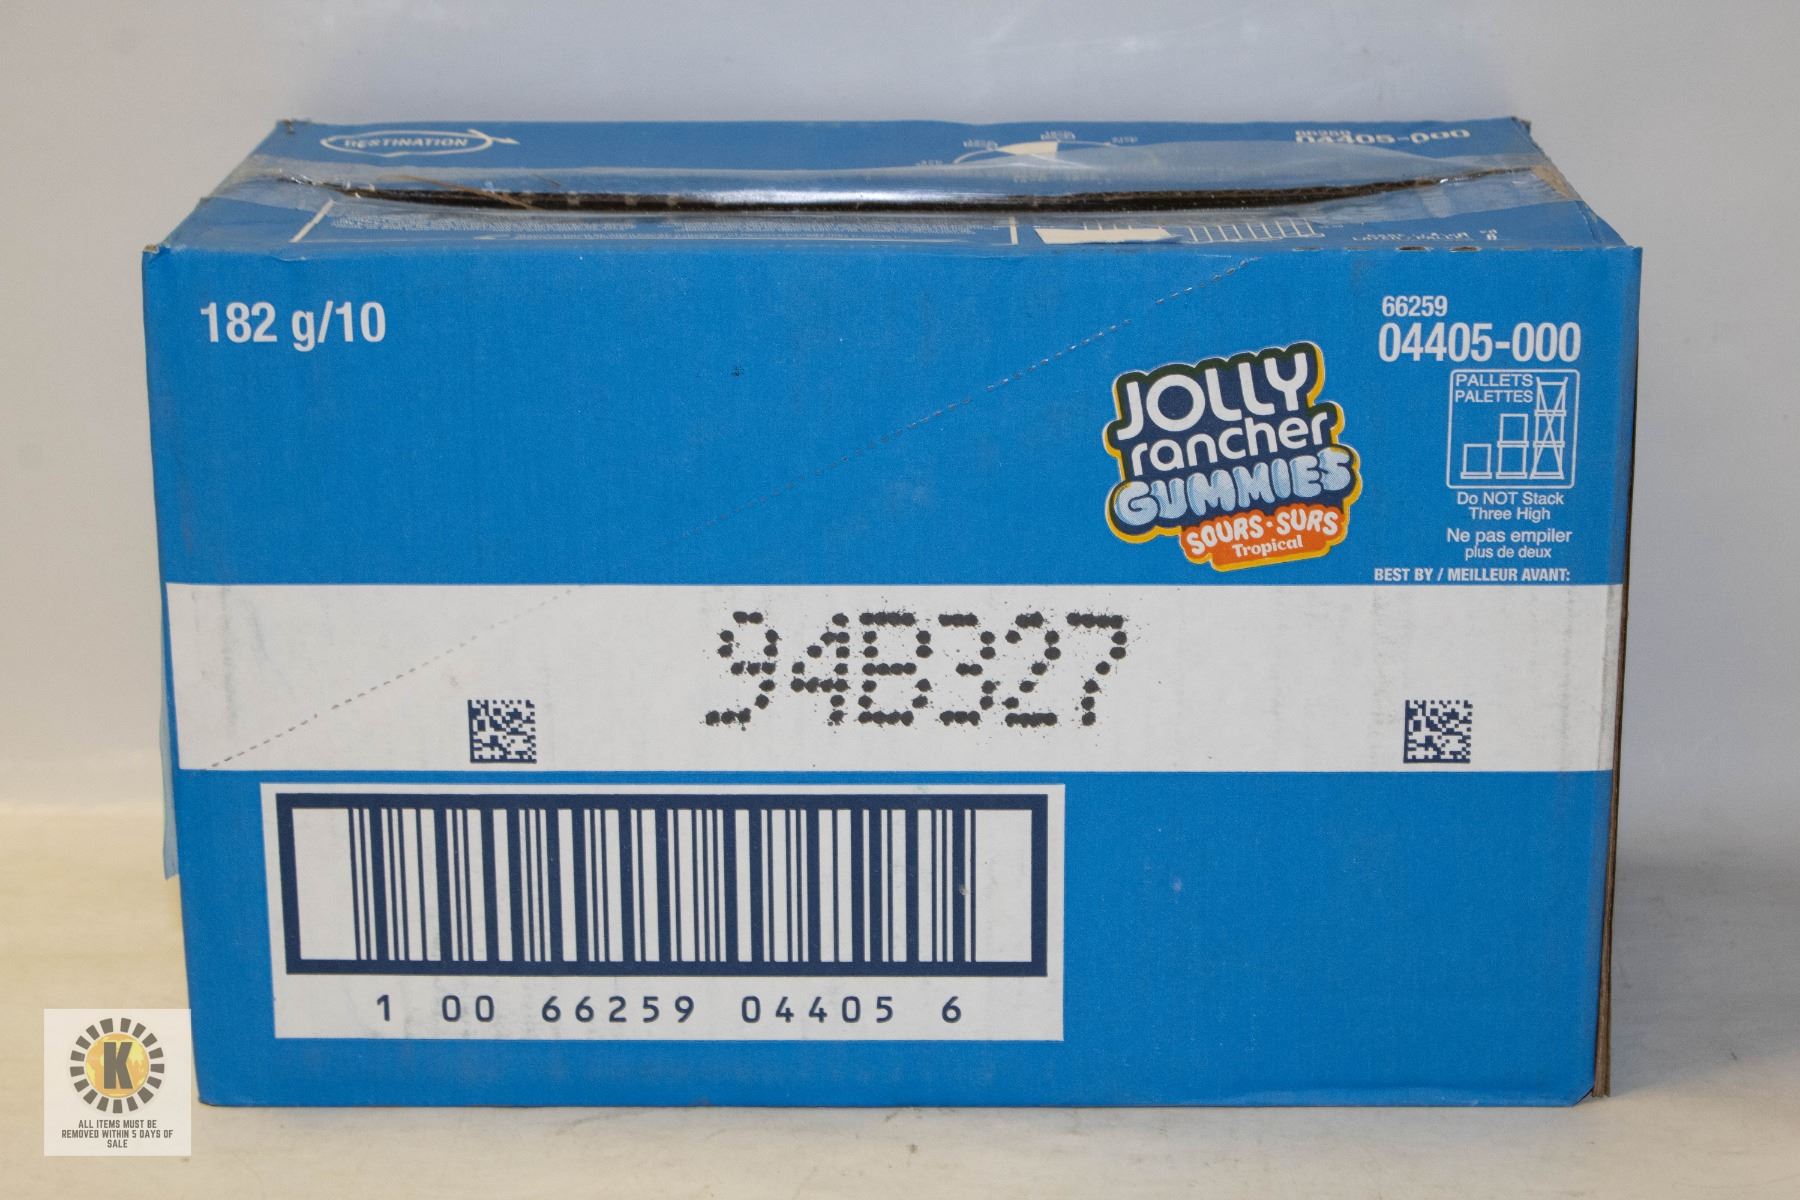 DESTINATION
66259
04405-000
182 g/10
66259
04405-000
JOLLY
rancher
GUMMIES
SOURS·SURS
Tropical
PALLETS
PALETTES
Do NOT Stack
Three High
Ne pas empiler
plus de deux
BEST BY / MEILLEUR AVANT:
94B327
1 00 66259 04405 6
K
ALL ITEMS MUST BE
REMOVED WITHIN 5 DAYS OF
SALE